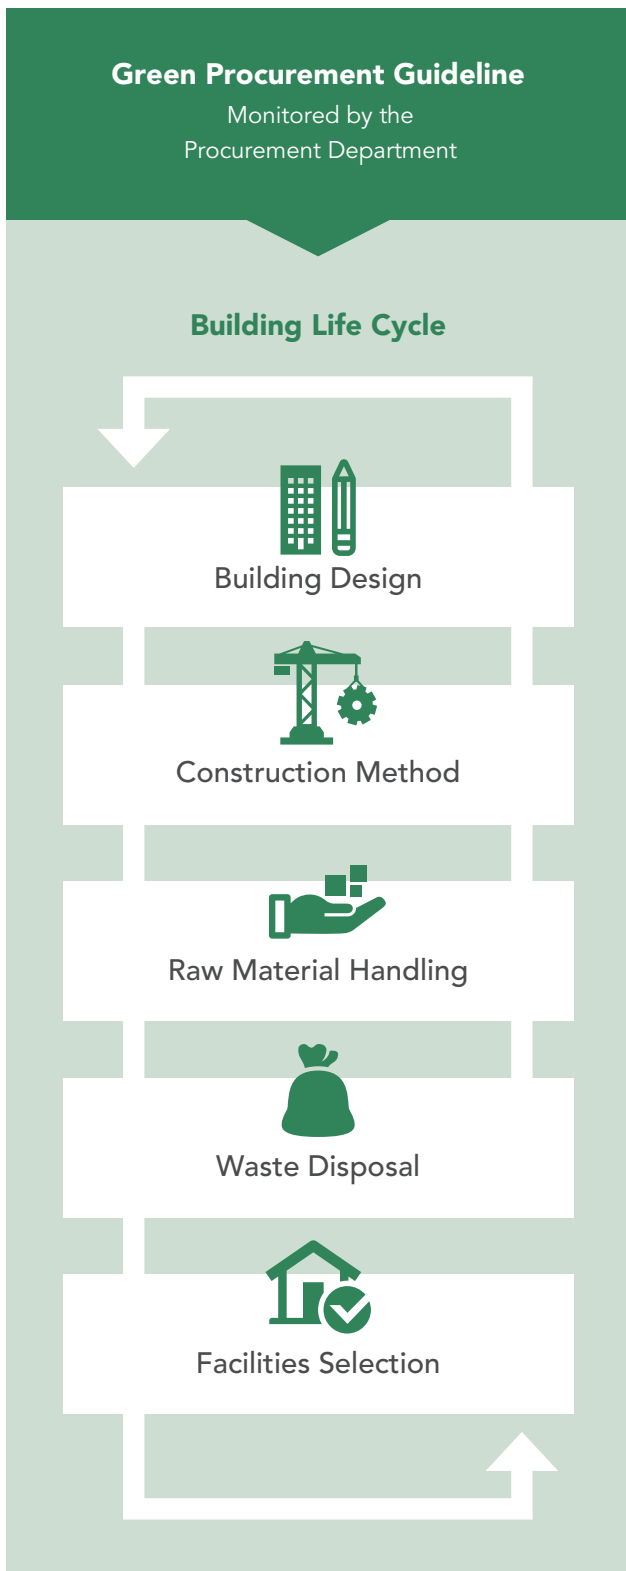 Green Procurement Guideline
Monitored by the
Procurement Department
Building Life Cycle
Building Design
Construction Method
Raw Material Handling
Waste Disposal
Facilities Selection